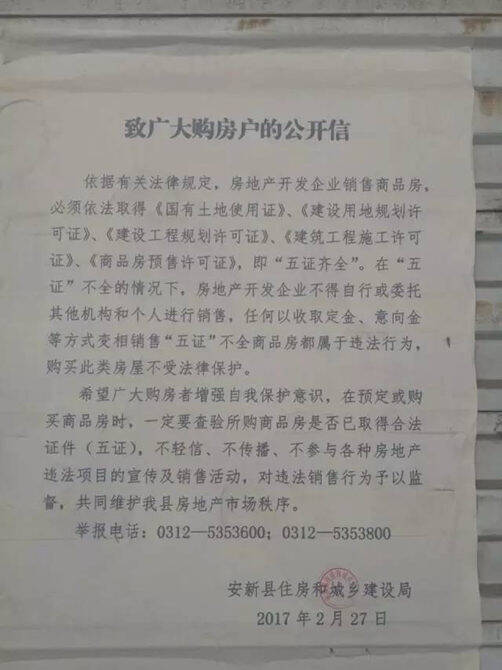 致广大购房户的公开信
依据有关法律规定，房地产开发企业销售商品房，
必须依法取得《国有土地使用证》、《建设用地规划许
可证》、《建设工程规划许可证》、《建筑工程施工许可
证》、《商品房预售许可证》，即“五证齐全”。在“五
证”不全的情况下，房地产开发企业不得自行或委托
其他机构和个人进行销售，任何以收取定金、意向金
等方式变相销售“五证”不全商品房都属于违法行为，
购买此类房屋不受法律保护。
希望广大购房者增强自我保护意识，在预定或购
买商品房时，一定要查验所购商品房是否已取得合法
证件（五证），不轻信、不传播、不参与各种房地产
违法项目的宣传及销售活动，对违法销售行为予以监
督，共同维护我县房地产市场秩序。
举报电话：0312—5353600；0312—5353800
安新县住房和城乡建设局
2017 年 2 月 27 日